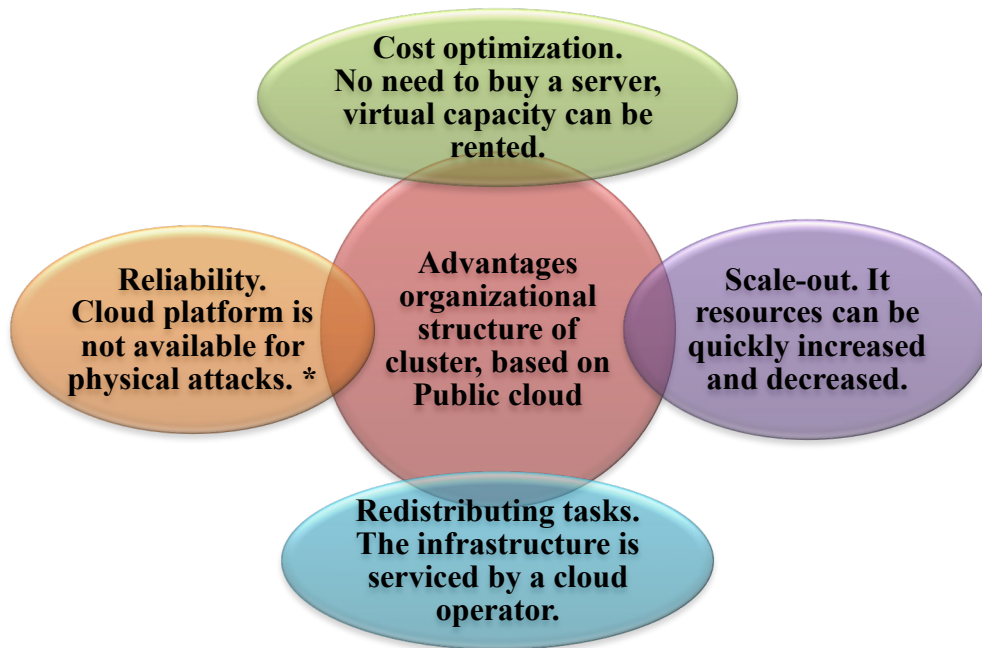 Cost optimization.
No need to buy a server,
virtual capacity can be
rented.
Reliability.
Cloud platform is
not available for
physical attacks. *
Advantages
organizational
structure of
cluster, based on
Public cloud
Scale-out. It
resources can be
quickly increased
and decreased.
Redistributing tasks.
The infrastructure is
serviced by a cloud
operator.